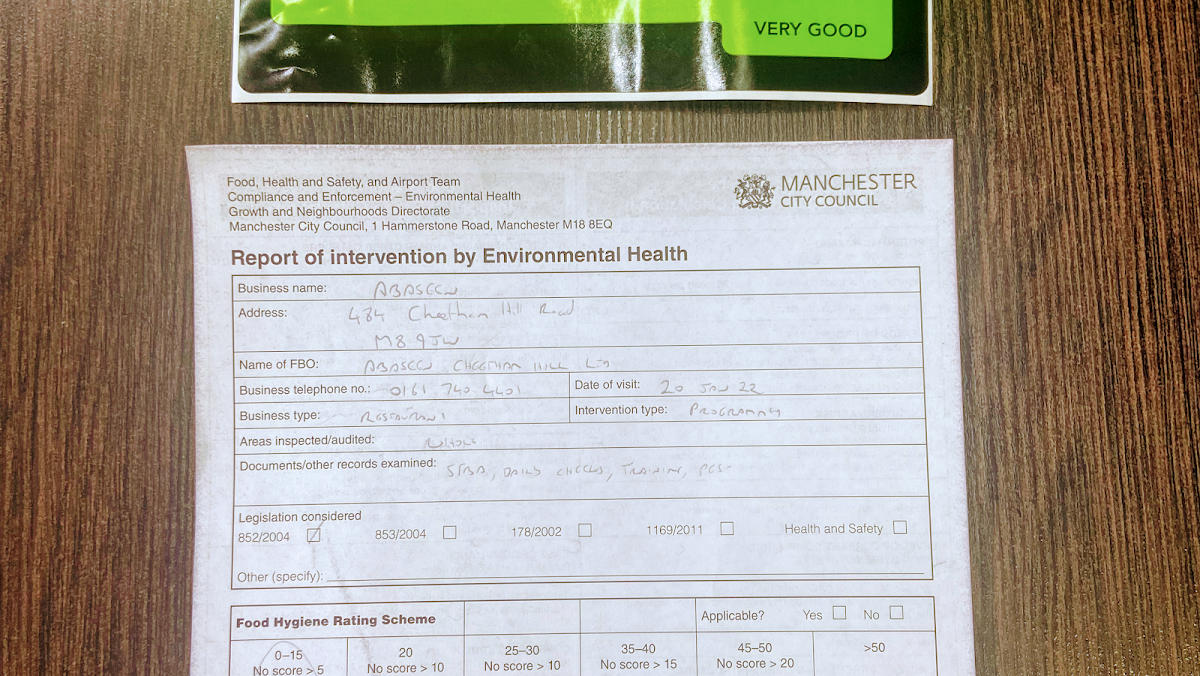 VERY GOOD
Food, Health and Safety, and Airport Team
Compliance and Enforcement – Environmental Health
Growth and Neighbourhoods Directorate
Manchester City Council, 1 Hammerstone Road, Manchester M18 8EQ
MANCHESTER
CITY COUNCIL
Report of intervention by Environmental Health
Business name: ABASEEN
Address: 484 Cheetham Hill Road
M8 9JW
Name of FBO: ABASEEN CHEETHAM HILL LTD
Business telephone no.: 0161 740 4401 Date of visit: 20 JAN 22
Business type: RESTAURANT Intervention type: PROGRAMME
Areas inspected/audited:
Documents/other records examined: SFBB, DAILY CHECKS, TRAINING, PEST
Legislation considered
852/2004 853/2004 178/2002 1169/2011 Health and Safety
Other (specify):
Food Hygiene Rating Scheme Applicable? Yes No
0–15 20 25–30 35–40 45–50 >50
No score > 5 No score > 10 No score > 10 No score > 15 No score > 20